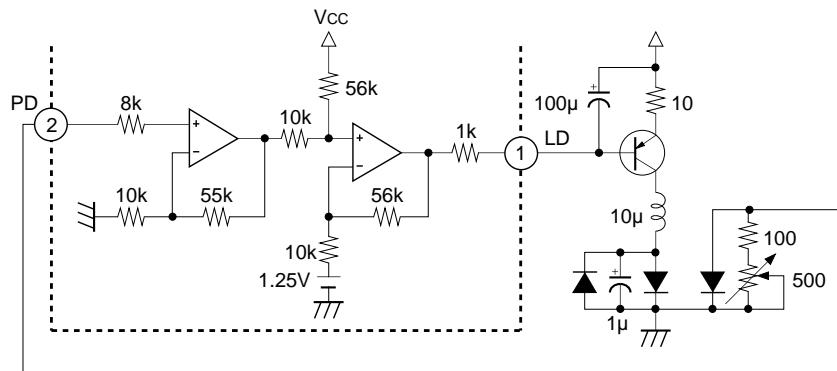 VCC
56k
PD
2
8k
+
−
10k
+
−
1k
1
LD
100μ
+
10
10k
55k
56k
10μ
10k
1.25V
+
1μ
100
500